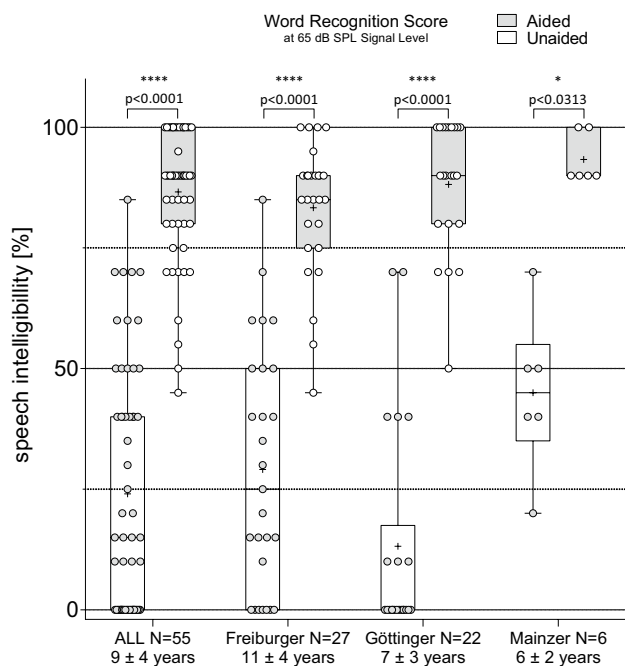 Word Recognition Score
at 65 dB SPL Signal Level
Aided
Unaided
**** **** **** *
p<0.0001 p<0.0001 p<0.0001 p<0.0313
100
50
0
speech intelligibillity [%]
ALL N=55 Freiburger N=27 Göttinger N=22 Mainzer N=6
9 ± 4 years 11 ± 4 years 7 ± 3 years 6 ± 2 years